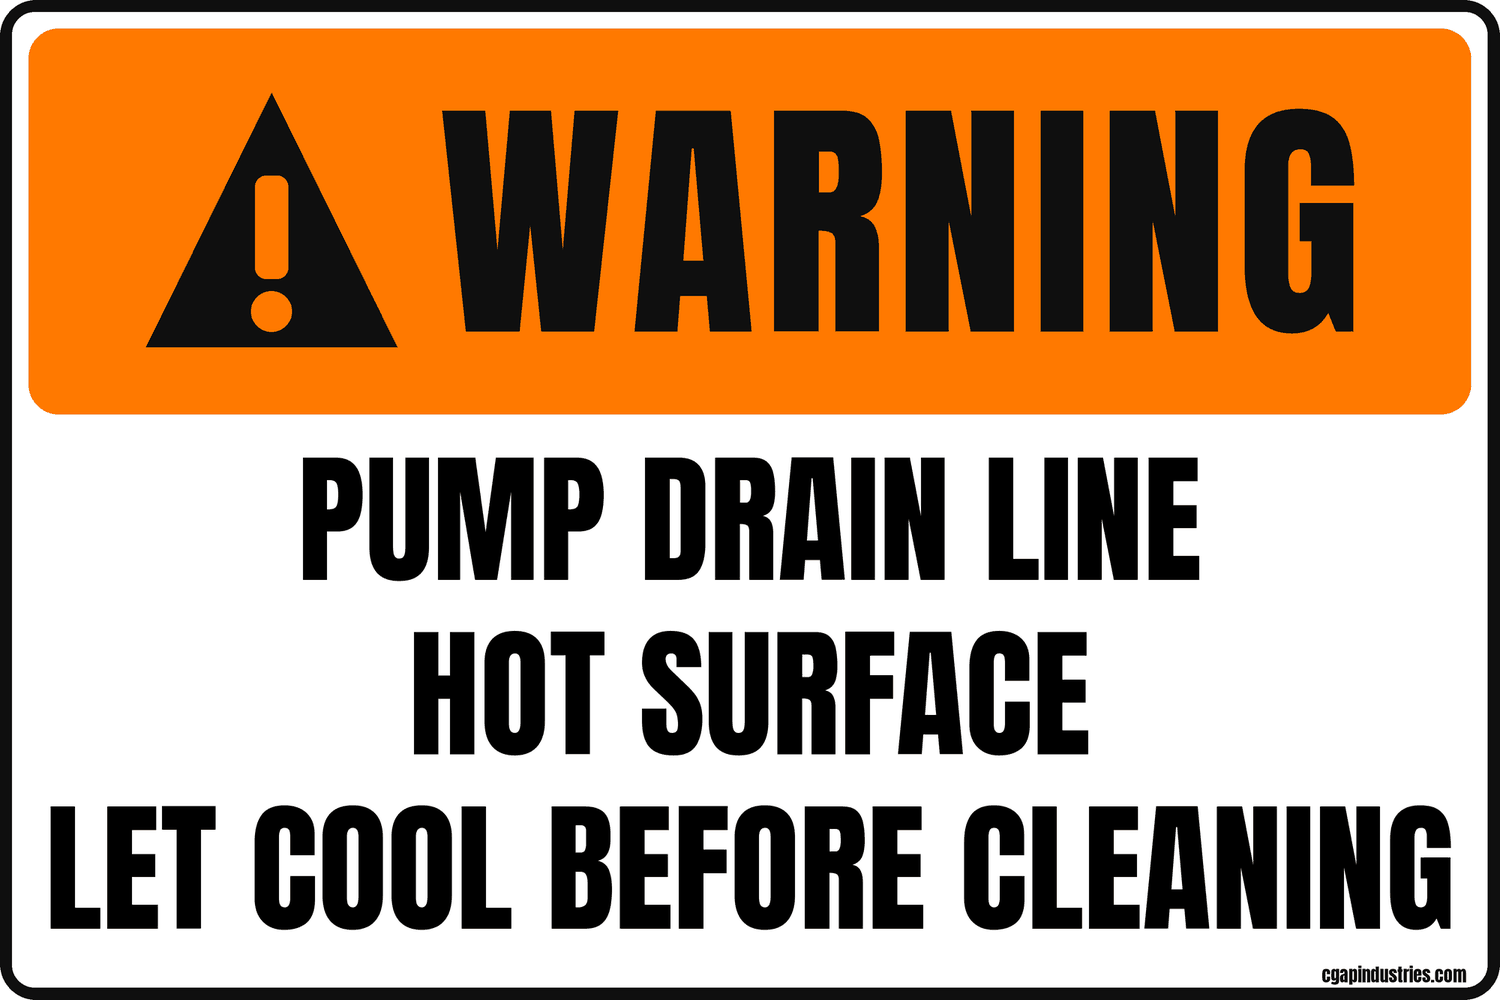 WARNING
PUMP DRAIN LINE
HOT SURFACE
LET COOL BEFORE CLEANING
cgapindustries.com